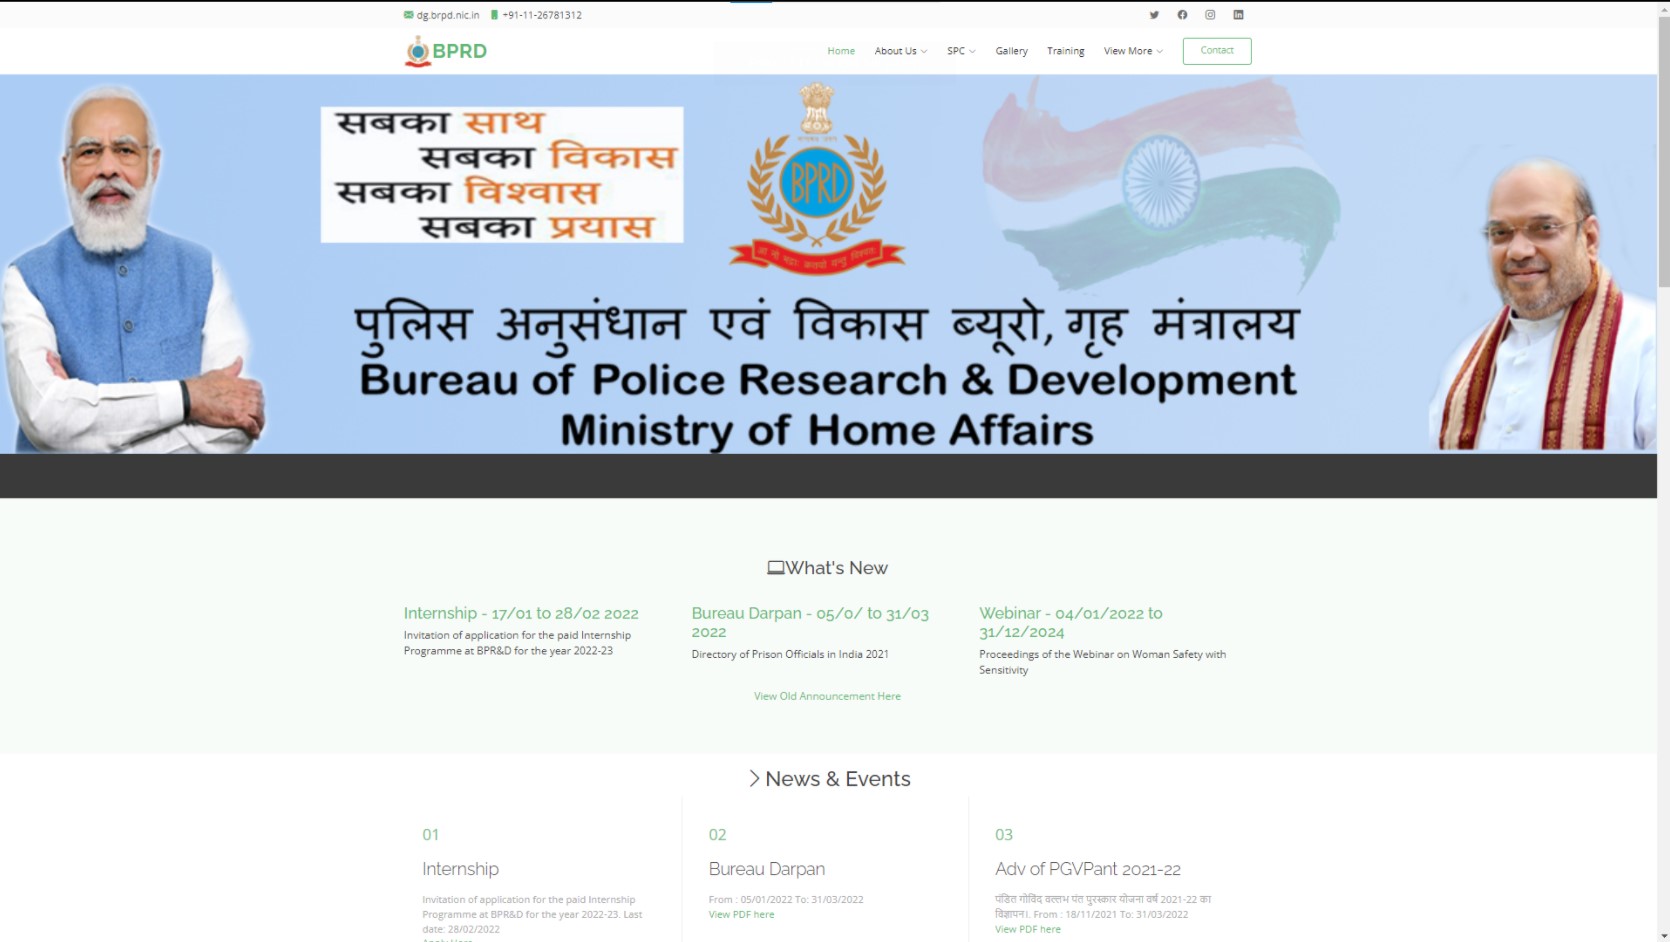 dg.brpd.nic.in +91-11-26781312
BPRD
Home About Us SPC Gallery Training View More Contact
सबका साथ
सबका विकास
सबका विश्वास
सबका प्रयास
BPRD
पुलिस अनुसंधान एवं विकास ब्यूरो, गृह मंत्रालय
Bureau of Police Research & Development
Ministry of Home Affairs
What's New
Internship - 17/01 to 28/02 2022
Invitation of application for the paid Internship
Programme at BPR&D for the year 2022-23
Bureau Darpan - 05/0/ to 31/03
2022
Directory of Prison Officials in India 2021
Webinar - 04/01/2022 to
31/12/2024
Proceedings of the Webinar on Woman Safety with
Sensitivity
View Old Announcement Here
News & Events
01
Internship
Invitation of application for the paid Internship
Programme at BPR&D for the year 2022-23. Last
date: 28/02/2022
02
Bureau Darpan
From : 05/01/2022 To: 31/03/2022
View PDF here
03
Adv of PGVPant 2021-22
पंडित गोविंद वल्लभ पंत पुरस्कार योजना वर्ष 2021-22 का
विज्ञापन। From : 18/11/2021 To: 31/03/2022
View PDF here